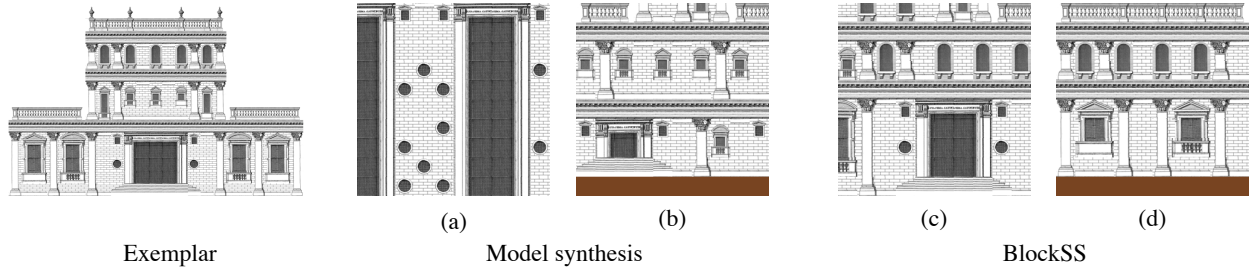 (a)
(b)
(c)
(d)
Exemplar
Model synthesis
BlockSS